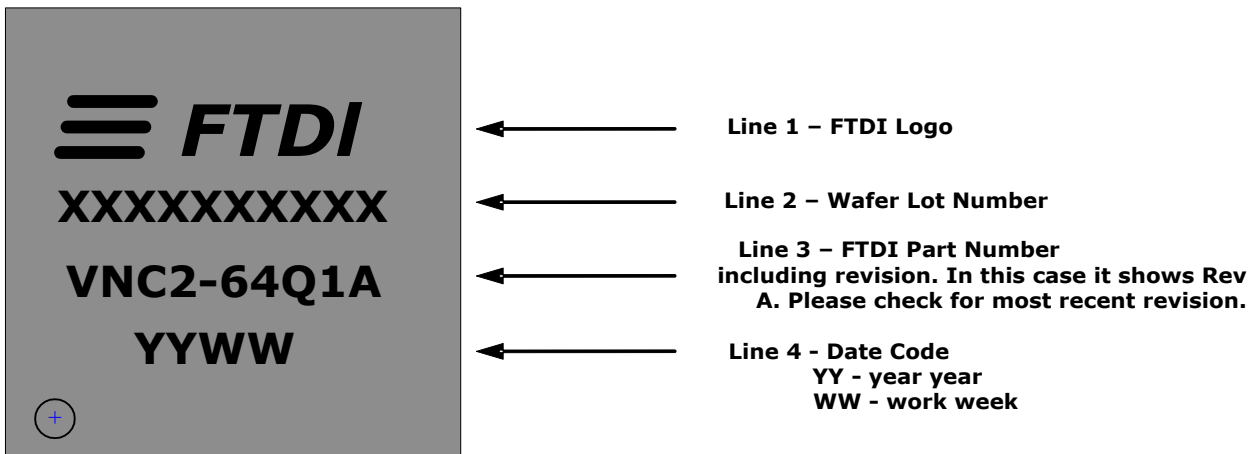 FTDI
XXXXXXXXXX
VNC2-64Q1A
YYWW
Line 1 – FTDI Logo
Line 2 – Wafer Lot Number
Line 3 – FTDI Part Number
including revision. In this case it shows Rev
A. Please check for most recent revision.
Line 4 - Date Code
YY - year year
WW - work week